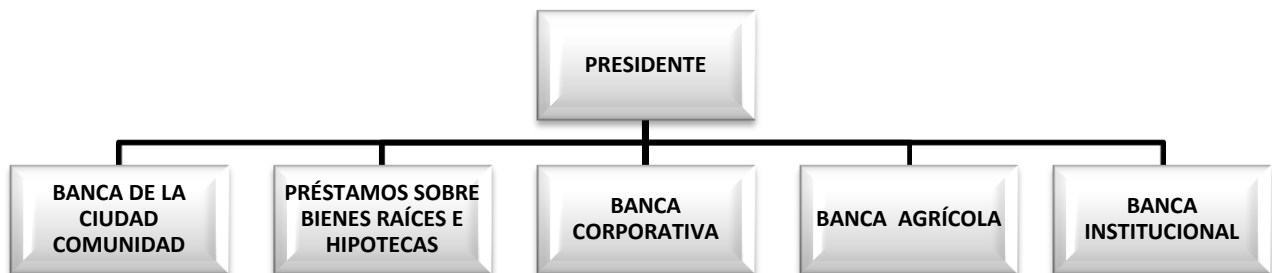 PRESIDENTE
BANCA DE LA
CIUDAD
COMUNIDAD
PRÉSTAMOS SOBRE
BIENES RAÍCES E
HIPOTECAS
BANCA
CORPORATIVA
BANCA AGRÍCOLA
BANCA
INSTITUCIONAL